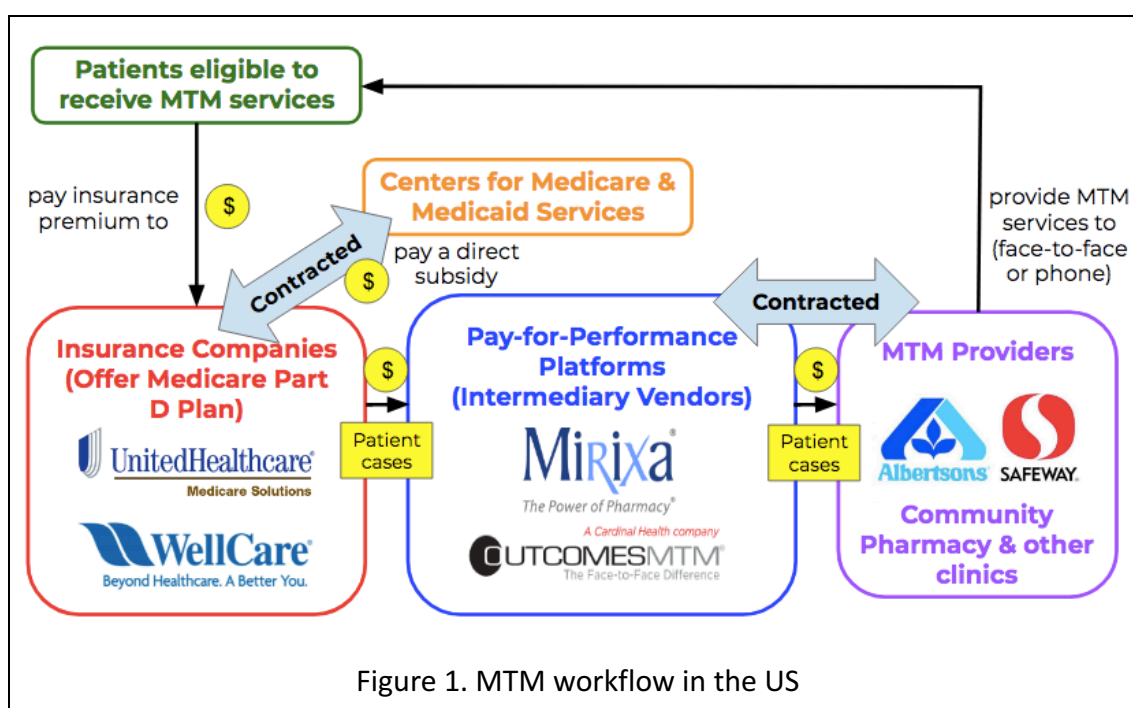 Patients eligible to
receive MTM services
pay insurance
premium to
$
Centers for Medicare &
Medicaid Services
Contracted
$
pay a direct
subsidy
provide MTM
services to
(face-to-face
or phone)
Contracted
Insurance Companies
(Offer Medicare Part
D Plan)
UnitedHealthcare®
Medicare Solutions
WellCare®
Beyond Healthcare. A Better You.
$
Patient
cases
Pay-for-Performance
Platforms
(Intermediary Vendors)
MiRixa®
The Power of Pharmacy®
A Cardinal Health company
OUTCOMESMTM®
The Face-to-Face Difference
$
Patient
cases
MTM Providers
Albertsons®
SAFEWAY®
Community
Pharmacy & other
clinics
Figure 1. MTM workflow in the US